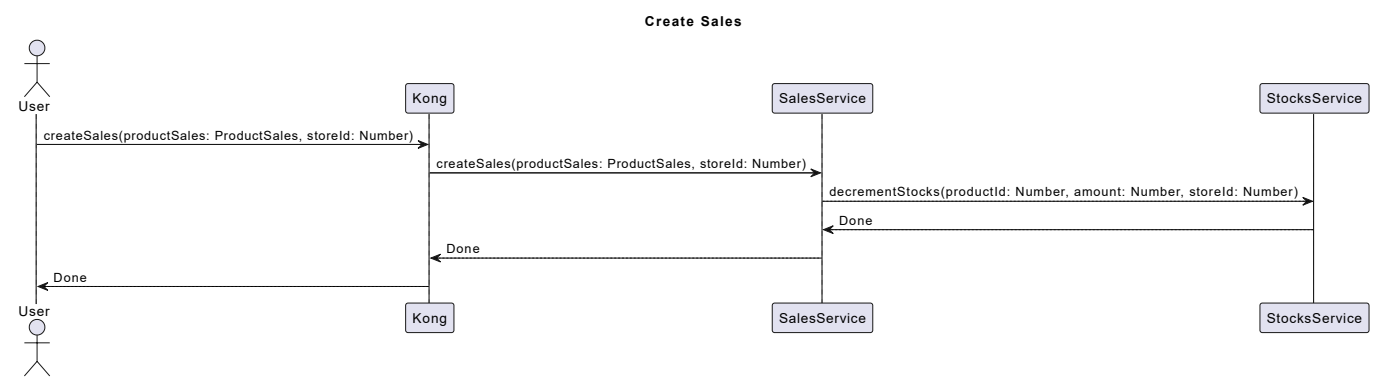 Create Sales
User
Kong
SalesService
StocksService
createSales(productSales: ProductSales, storeId: Number)
createSales(productSales: ProductSales, storeId: Number)
decrementStocks(productId: Number, amount: Number, storeId: Number)
Done
Done
Done
User
Kong
SalesService
StocksService